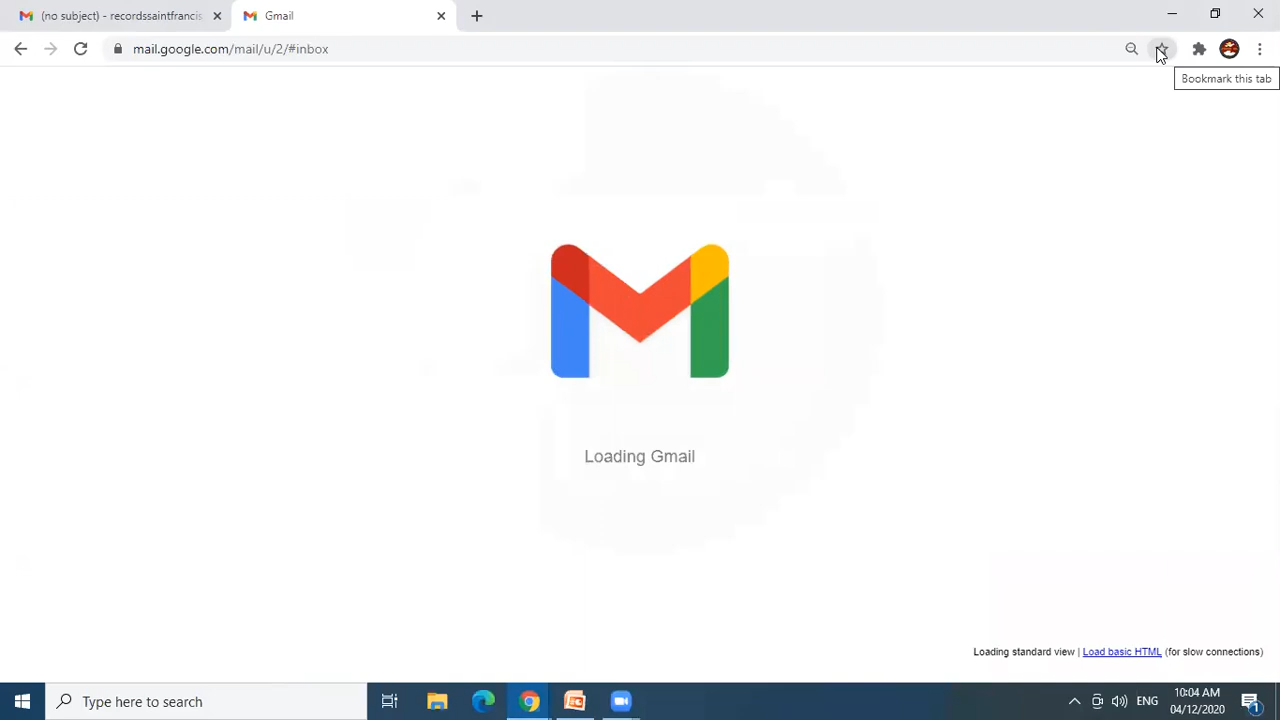 (no subject) - recordssaintfrancis
Gmail
mail.google.com/mail/u/2/#inbox
Bookmark this tab
Loading Gmail
Loading standard view | Load basic HTML (for slow connections)
Type here to search
ENG
10:04 AM
04/12/2020
1